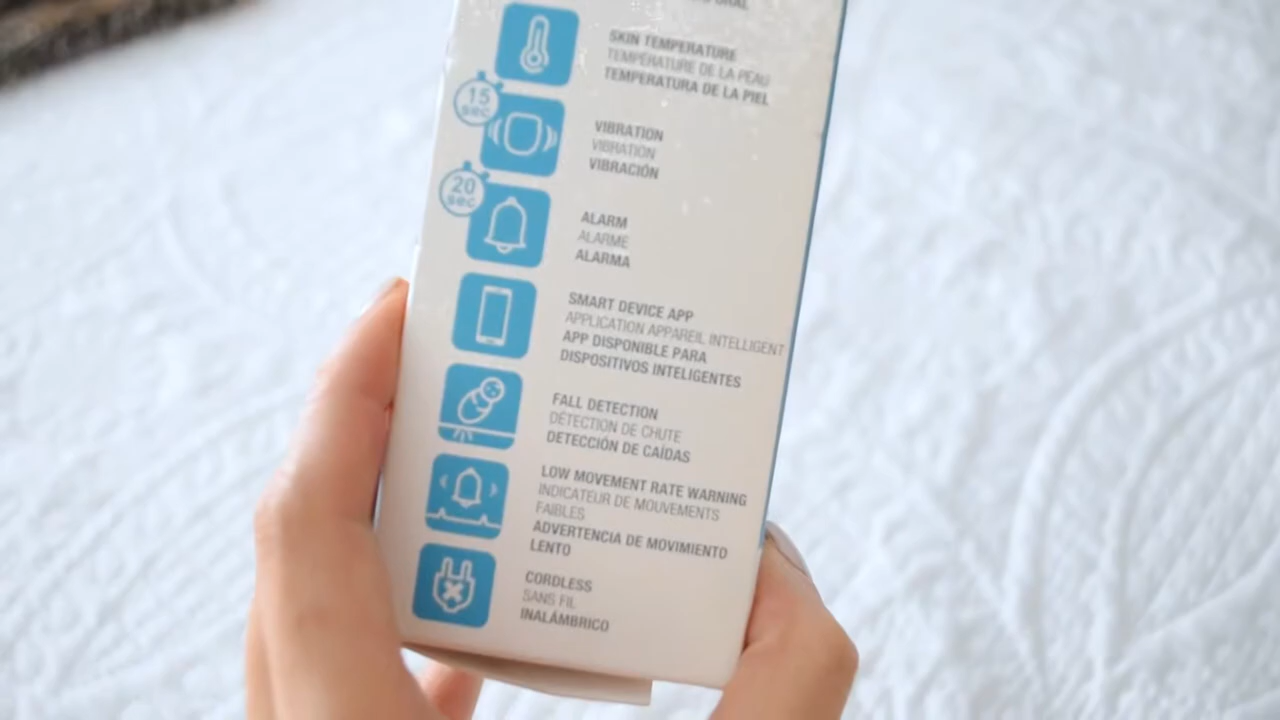 SKIN TEMPERATURE
TEMPÉRATURE DE LA PEAU
TEMPERATURA DE LA PIEL
15
sec
VIBRATION
VIBRATION
VIBRACIÓN
20
sec
ALARM
ALARME
ALARMA
SMART DEVICE APP
APPLICATION APPAREIL INTELLIGENT
APP DISPONIBLE PARA
DISPOSITIVOS INTELIGENTES
FALL DETECTION
DÉTECTION DE CHUTE
DETECCIÓN DE CAÍDAS
LOW MOVEMENT RATE WARNING
INDICATEUR DE MOUVEMENTS
FAIBLES
ADVERTENCIA DE MOVIMIENTO
LENTO
CORDLESS
SANS FIL
INALÁMBRICO